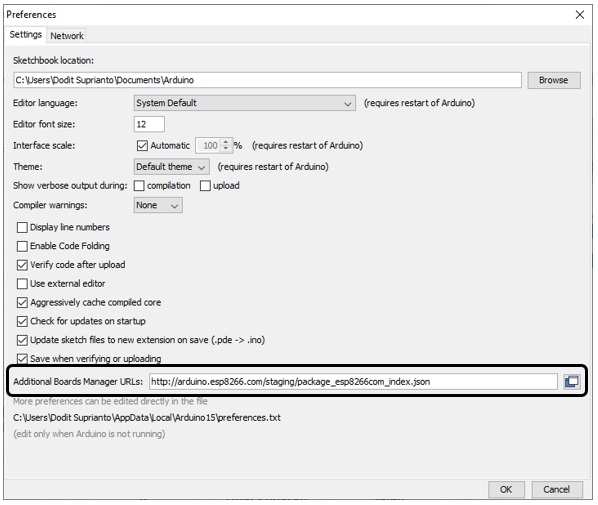 Preferences
Settings Network
Sketchbook location:
C:\Users\Dodit Suprianto\Documents\Arduino Browse
Editor language: System Default (requires restart of Arduino)
Editor font size: 12
Interface scale: Automatic 100 % (requires restart of Arduino)
Theme: Default theme (requires restart of Arduino)
Show verbose output during: compilation upload
Compiler warnings: None
Display line numbers
Enable Code Folding
Verify code after upload
Use external editor
Aggressively cache compiled core
Check for updates on startup
Update sketch files to new extension on save (.pde -> .ino)
Save when verifying or uploading
Additional Boards Manager URLs: http://arduino.esp8266.com/staging/package_esp8266com_index.json
More preferences can be edited directly in the file
C:\Users\Dodit Suprianto\AppData\Local\Arduino15\preferences.txt
(edit only when Arduino is not running)
OK Cancel